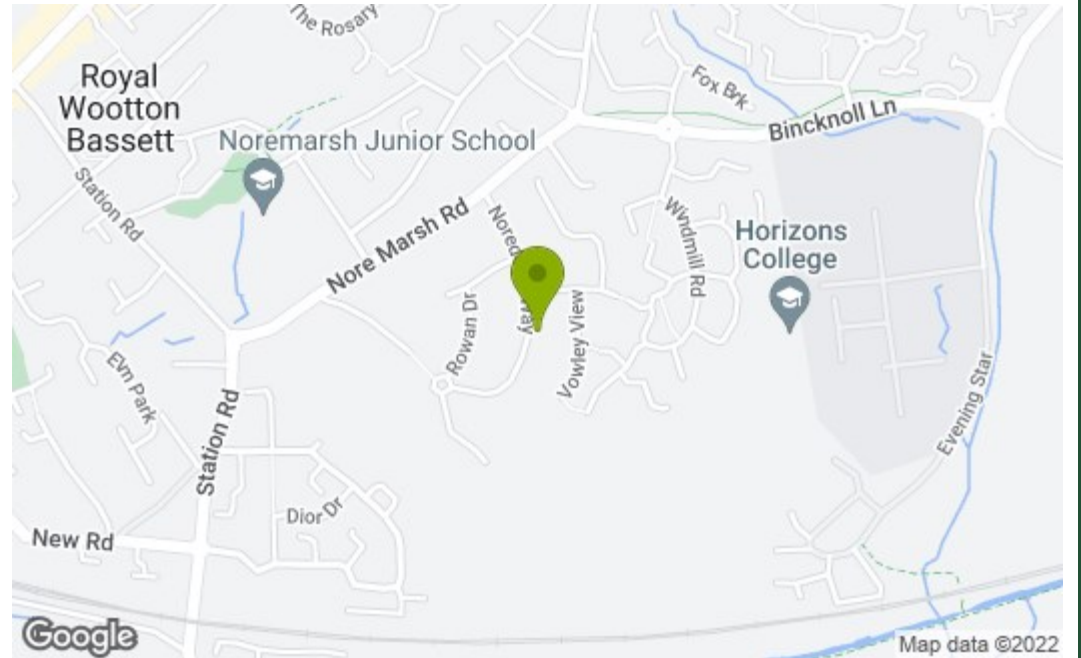 The Rosary
Royal
Wootton
Bassett
Fox Brk
Bincknoll Ln
Noremarsh Junior School
Station Rd
Nore Marsh Rd
Windmill Rd
Horizons
College
Way
Rowan Dr
Vowley View
Evening Star
Station Rd
Dior Dr
New Rd
Google
Map data ©2022